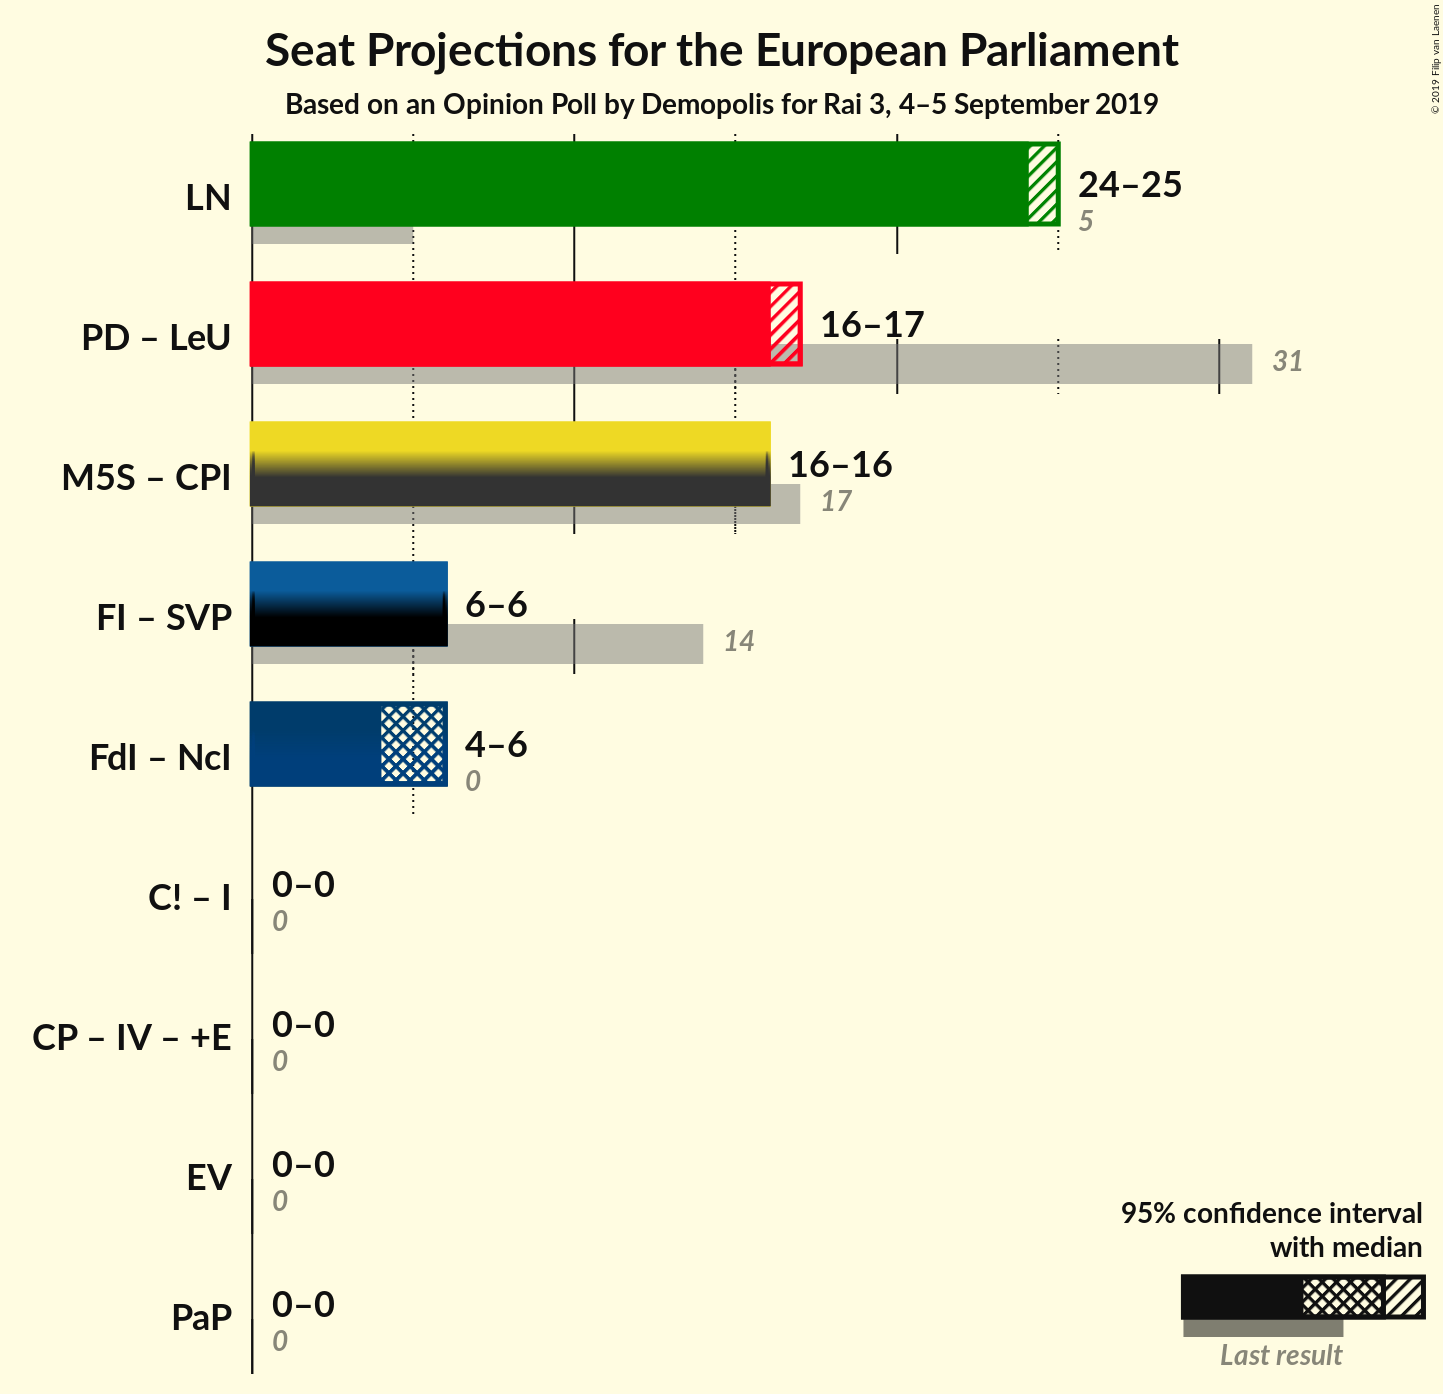 Seat Projections for the European Parliament
Based on an Opinion Poll by Demopolis for Rai 3, 4–5 September 2019
© 2019 Filip van Laenen
LN
24–25
5
PD – LeU
16–17
31
M5S – CPI
16–16
17
FI – SVP
6–6
14
FdI – NcI
4–6
0
C! – I
0–0
0
CP – IV – +E
0–0
0
EV
0–0
0
PaP
0–0
0
95% confidence interval
with median
Last result